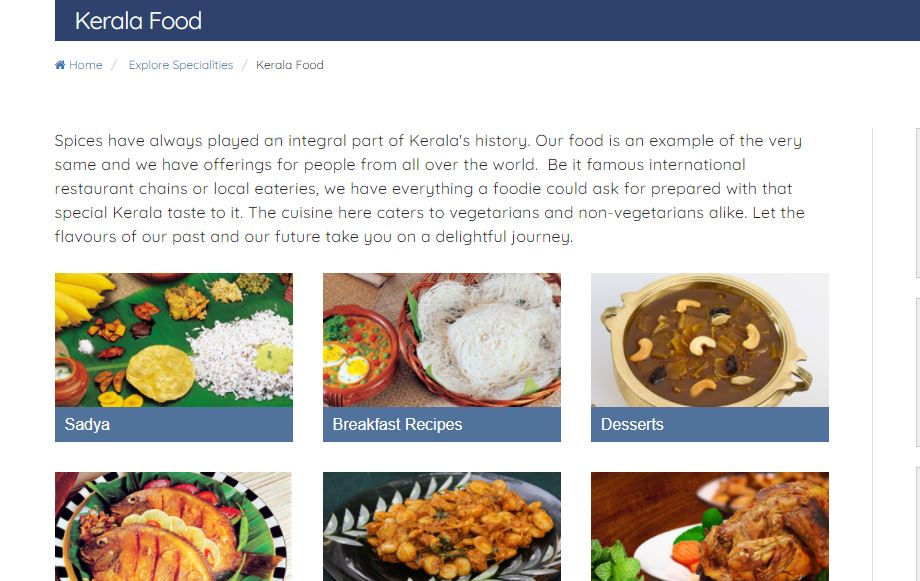 Kerala Food
Home / Explore Specialities / Kerala Food
Spices have always played an integral part of Kerala's history. Our food is an example of the very
same and we have offerings for people from all over the world.  Be it famous international
restaurant chains or local eateries, we have everything a foodie could ask for prepared with that
special Kerala taste to it. The cuisine here caters to vegetarians and non-vegetarians alike. Let the
flavours of our past and our future take you on a delightful journey.
Sadya
Breakfast Recipes
Desserts